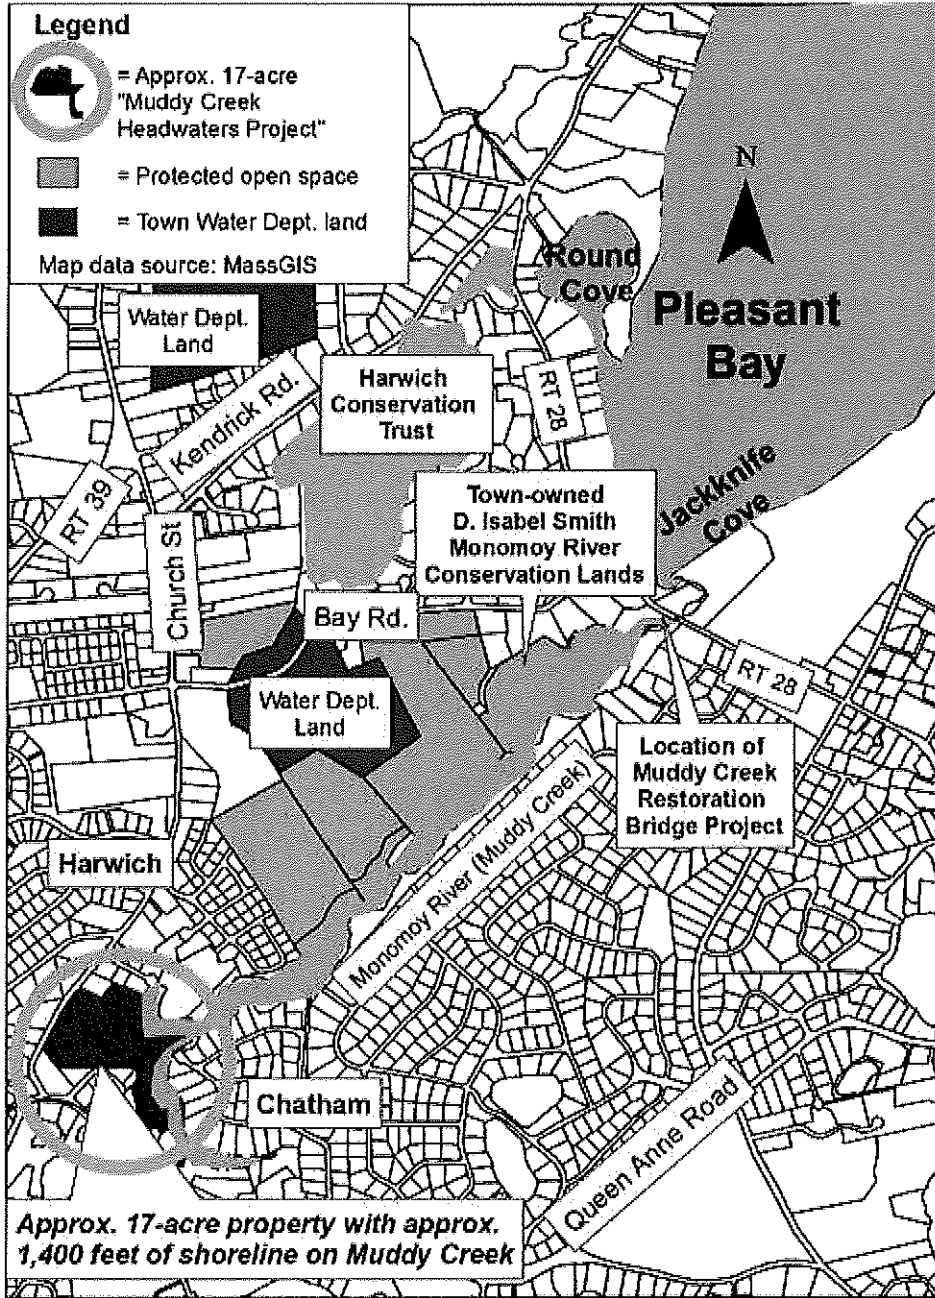 Legend
= Approx. 17-acre
"Muddy Creek
Headwaters Project"
= Protected open space
= Town Water Dept. land
Map data source: MassGIS
N
Round
Cove
Pleasant
Bay
Water Dept.
Land
Harwich
Conservation
Trust
Kendrick Rd.
RT 28
RT 39
Church St
Jackknife
Cove
Town-owned
D. Isabel Smith
Monomoy River
Conservation Lands
Bay Rd.
Water Dept.
Land
RT 28
Location of
Muddy Creek
Restoration
Bridge Project
Harwich
Monomoy River (Muddy Creek)
Chatham
Queen Anne Road
Approx. 17-acre property with approx.
1,400 feet of shoreline on Muddy Creek